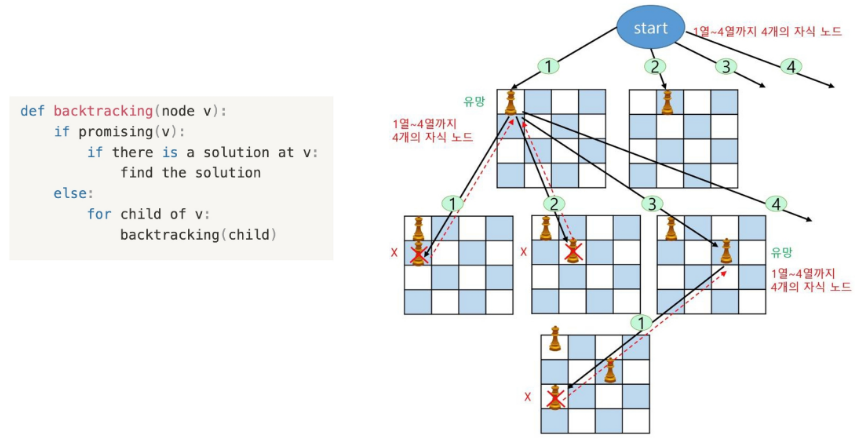 def backtracking(node v):
if promising(v):
if there is a solution at v:
find the solution
else:
for child of v:
backtracking(child)
start
1열~4열까지 4개의 자식 노드
1
2
3
4
유망
1열~4열까지
4개의 자식 노드
1
2
3
4
X
X
유망
1열~4열까지
4개의 자식 노드
1
X